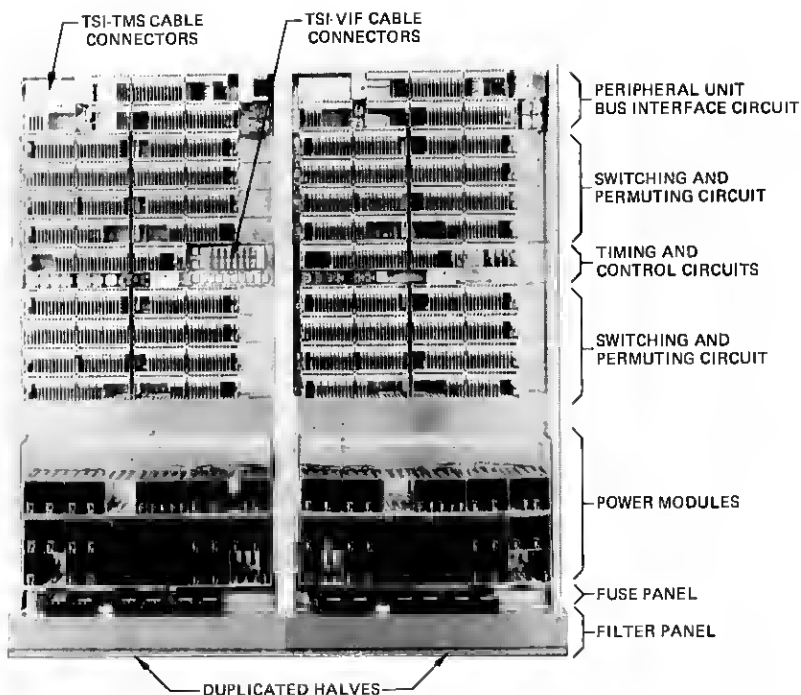 TSI-TMS CABLE
CONNECTORS
TSI-VIF CABLE
CONNECTORS
PERIPHERAL UNIT
BUS INTERFACE CIRCUIT
SWITCHING AND
PERMUTING CIRCUIT
TIMING AND
CONTROL CIRCUITS
SWITCHING AND
PERMUTING CIRCUIT
POWER MODULES
FUSE PANEL
FILTER PANEL
DUPLICATED HALVES